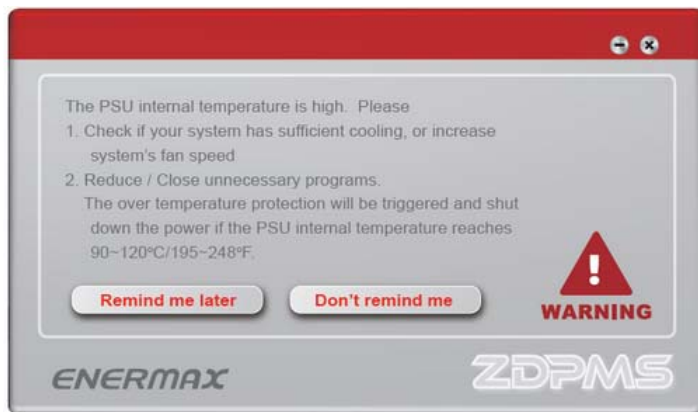 The PSU internal temperature is high. Please
1. Check if your system has sufficient cooling, or increase
system's fan speed
2. Reduce / Close unnecessary programs.
The over temperature protection will be triggered and shut
down the power if the PSU internal temperature reaches
90~120ºC/195~248ºF.
Remind me later
Don't remind me
WARNING
ENERMAX
ZDPMS